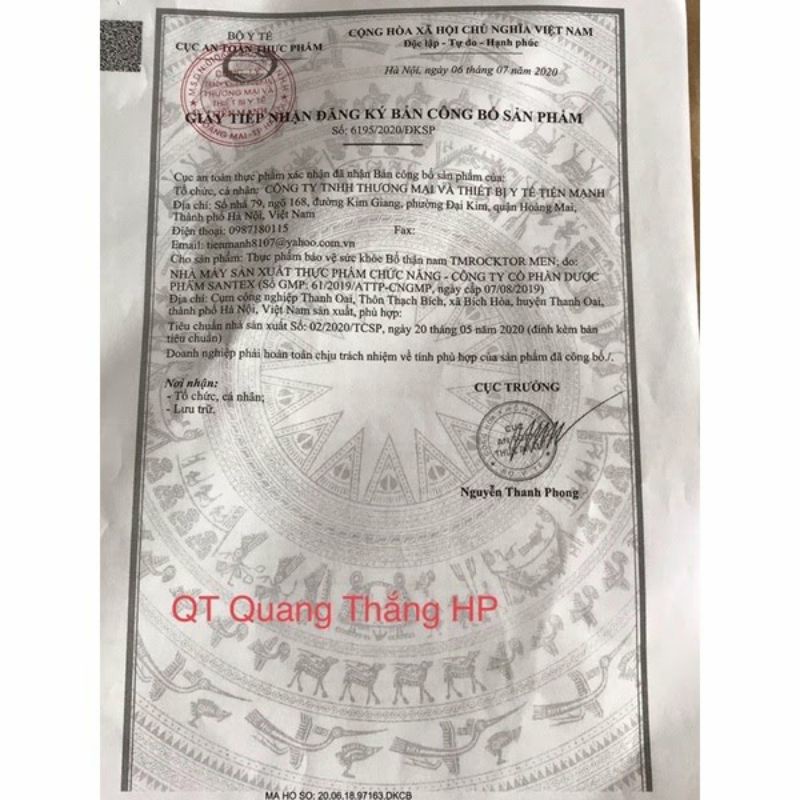 BỘ Y TẾ
CỤC AN TOÀN THỰC PHẨM
CỘNG HÒA XÃ HỘI CHỦ NGHĨA VIỆT NAM
Độc lập - Tự do - Hạnh phúc
Hà Nội, ngày 06 tháng 07 năm 2020
GIẤY TIẾP NHẬN ĐĂNG KÝ BẢN CÔNG BỐ SẢN PHẨM
Số: 6195/2020/ĐKSP
Cục an toàn thực phẩm xác nhận đã nhận Bản công bố sản phẩm của:
Tổ chức, cá nhân: CÔNG TY TNHH THƯƠNG MẠI VÀ THIẾT BỊ Y TẾ TIẾN MẠNH
Địa chỉ: Số nhà 79, ngõ 168, đường Kim Giang, phường Đại Kim, quận Hoàng Mai,
Thành phố Hà Nội, Việt Nam
Điện thoại: 0987180115 Fax:
Email: tienmanh8107@yahoo.com.vn
Cho sản phẩm: Thực phẩm bảo vệ sức khỏe Bổ thận nam TMROCKTOR MEN; do:
NHÀ MÁY SẢN XUẤT THỰC PHẨM CHỨC NĂNG - CÔNG TY CỔ PHẦN DƯỢC
PHẨM SANTEX (Số GMP: 61/2019/ATTP-CNGMP, ngày cấp 07/08/2019)
Địa chỉ: Cụm công nghiệp Thanh Oai, Thôn Thạch Bích, xã Bích Hòa, huyện Thanh Oai,
thành phố Hà Nội, Việt Nam sản xuất, phù hợp:
Tiêu chuẩn nhà sản xuất Số: 02/2020/TCSP, ngày 20 tháng 05 năm 2020 (đính kèm bản
tiêu chuẩn)
Doanh nghiệp phải hoàn toàn chịu trách nhiệm về tính phù hợp của sản phẩm đã công bố./.
Nơi nhận:
- Tổ chức, cá nhân;
- Lưu trữ.
CỤC TRƯỞNG
CỤC
AN TOÀN
Nguyễn Thanh Phong
QT Quang Thắng HP
MÃ HỒ SƠ: 20.06.18.97163.ĐKCB